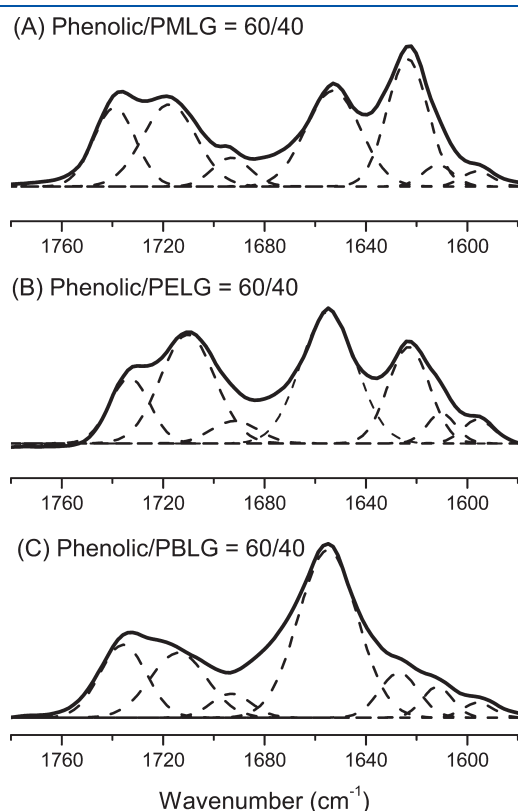 (A) Phenolic/PMLG = 60/40
1760 1720 1680 1640 1600
(B) Phenolic/PELG = 60/40
1760 1720 1680 1640 1600
(C) Phenolic/PBLG = 60/40
1760 1720 1680 1640 1600
Wavenumber (cm⁻¹)